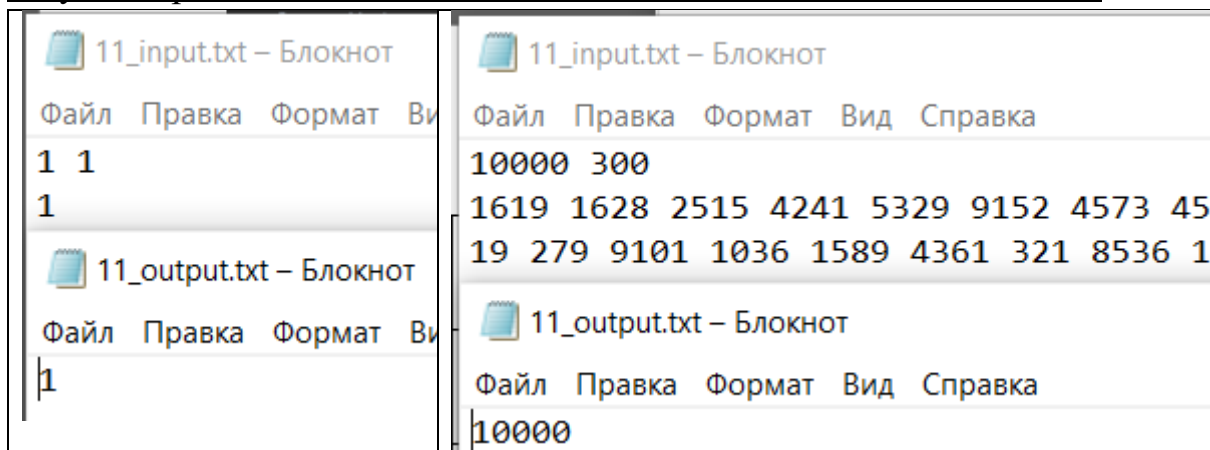 11_input.txt – Блокнот
Файл Правка Формат
1 1
1
11_output.txt – Блокнот
Файл Правка Формат
1
11_input.txt – Блокнот
Файл Правка Формат Вид Справка
10000 300
1619 1628 2515 4241 5329 9152 4573 45
19 279 9101 1036 1589 4361 321 8536 1
11_output.txt – Блокнот
Файл Правка Формат Вид Справка
10000